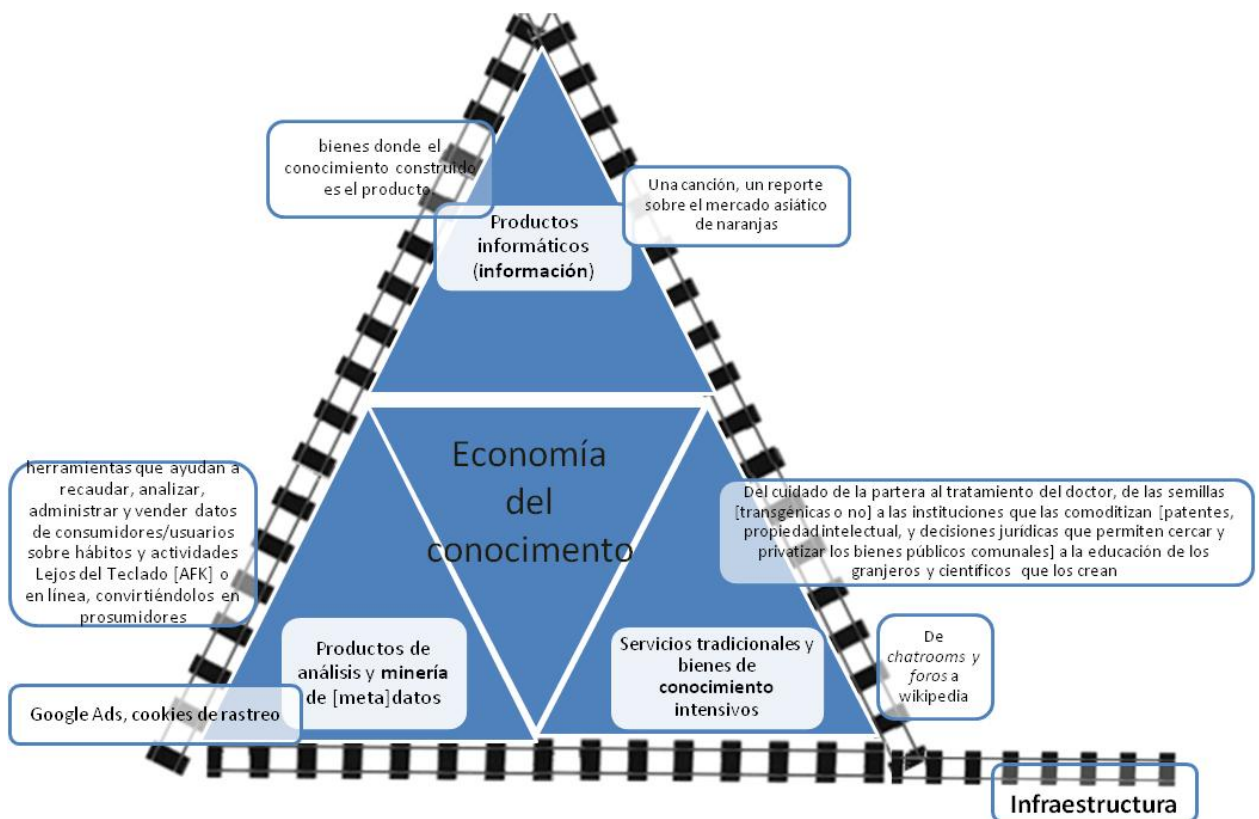 bienes donde el
conocimiento construido
es el producto
Una canción, un reporte
sobre el mercado asiático
de naranjas
Productos
informáticos
(información)
Economía
del
conocimento
herramientas que ayudan a
recaudar, analizar,
administrar y vender datos
de consumidores/usuarios
sobre hábitos y actividades
Lejos del Teclado [AFK] o
en línea, convirtiéndolos en
prosumidores
Del cuidado de la partera al tratamiento del doctor, de las semillas
[transgénicas o no] a las instituciones que las comoditizan [patentes,
propiedad intelectual, y decisiones jurídicas que permiten cercar y
privatizar los bienes públicos comunales] a la educación de los
granjeros y científicos que los crean
Productos de
análisis y minería
de [meta]datos
Servicios tradicionales y
bienes de
conocimiento
intensivos
De
chatrooms y
foros a
wikipedia
Google Ads, cookies de rastreo
Infraestructura